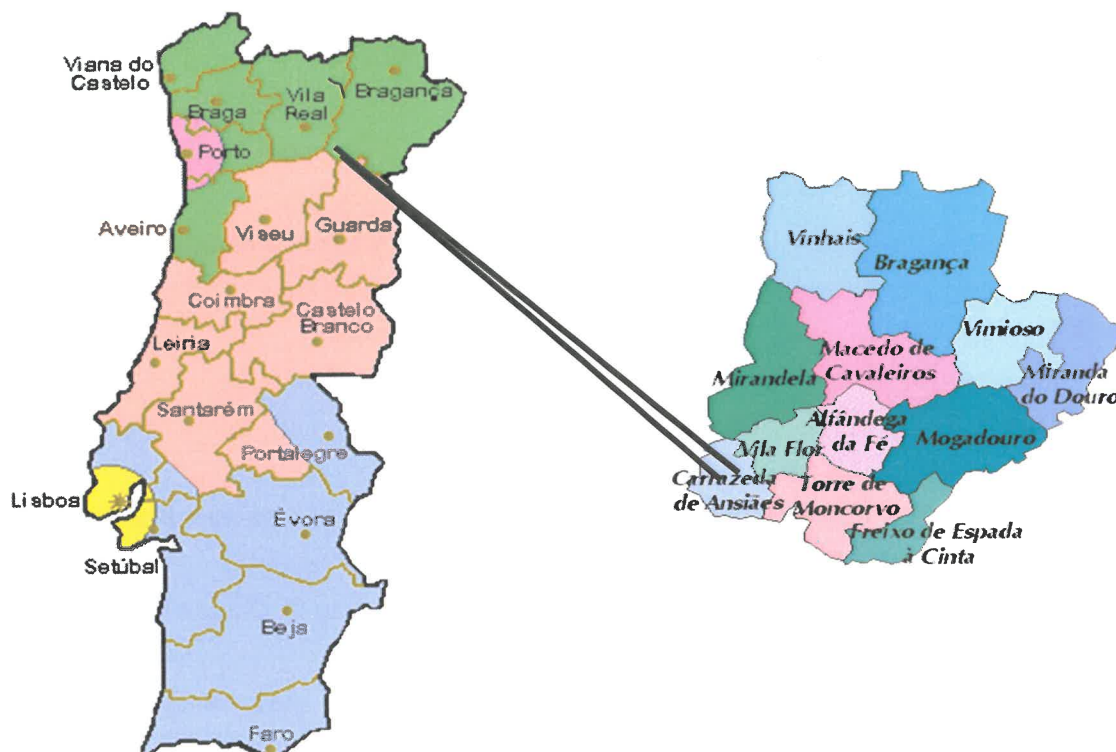 Viana do
Castelo
Braga
Vila
Real
Bragança
Porto
Aveiro
Viseu
Guarda
Coimbra
Castelo
Branco
Leiria
Santarém
Portalegre
Lisboa
Évora
Setúbal
Beja
Faro
Vinhais
Bragança
Vimioso
Macedo de
Cavaleiros
Mirandela
Miranda
do Douro
Alfândega
da Fé
Vila Flor
Mogadouro
Carrazeda
de Ansiães
Torre de
Moncorvo
Freixo de Espada
à Cinta